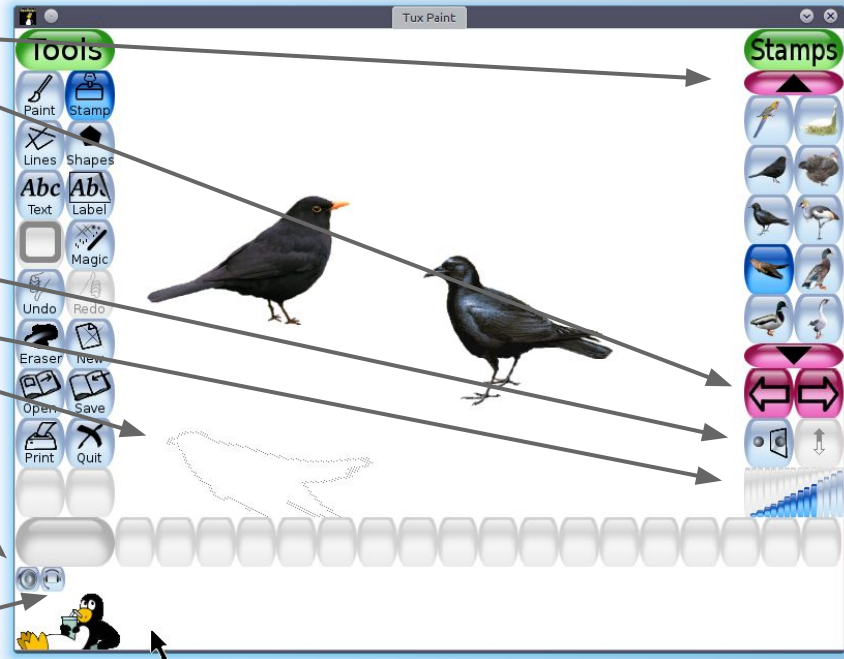 Tux Paint
Tools
Stamps
Paint Stamp
Lines Shapes
Abc Abc
Text Label
Magic
Undo Redo
Eraser New
Open Save
Print Quit